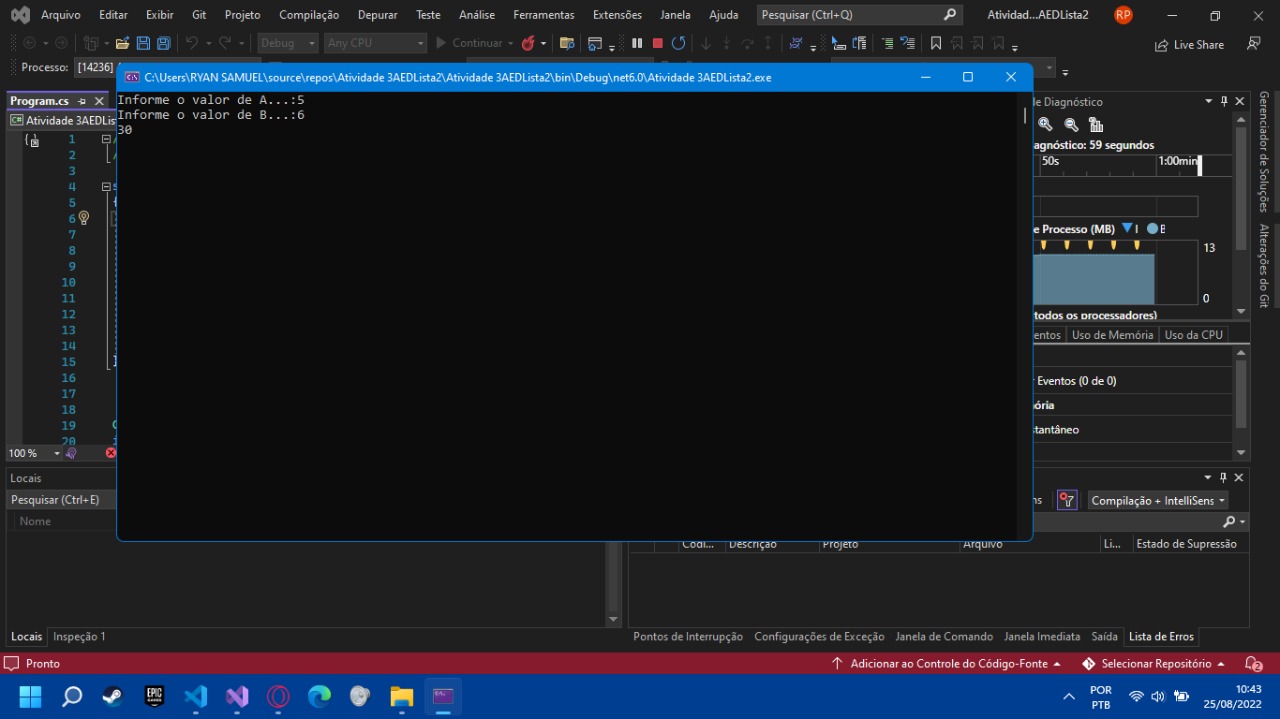 Arquivo Editar Exibir Git Projeto Compilação Depurar Teste Análise Ferramentas Extensões Janela Ajuda Pesquisar (Ctrl+Q) Atividad...AEDLista2 RP
Debug Any CPU Continuar Live Share
Processo: [14236]
C:\Users\RYAN SAMUEL\source\repos\Atividade 3AEDLista2\Atividade 3AEDLista2\bin\Debug\net6.0\Atividade 3AEDLista2.exe
Informe o valor de A...:5
Informe o valor de B...:6
30
Program.cs
Atividade 3AEDLis
1
2
3
4
5
6
7
8
9
10
11
12
13
14
15
16
17
18
19
20
100 %
de Diagnóstico
agnóstico: 59 segundos
50s 1:00min
e Processo (MB)
13
0
todos os processadores)
entos Uso de Memória Uso da CPU
Eventos (0 de 0)
ória
stantâneo
Gerenciador de Soluções
Alterações do Git
Locais
Pesquisar (Ctrl+E)
Nome
Locais Inspeção 1
ns Compilação + IntelliSens
Códi... Descrição Projeto Arquivo Li... Estado de Supressão
Pontos de Interrupção Configurações de Exceção Janela de Comando Janela Imediata Saída Lista de Erros
Pronto Adicionar ao Controle do Código-Fonte Selecionar Repositório 2
EPIC GAMES
POR
PTB
10:43
25/08/2022